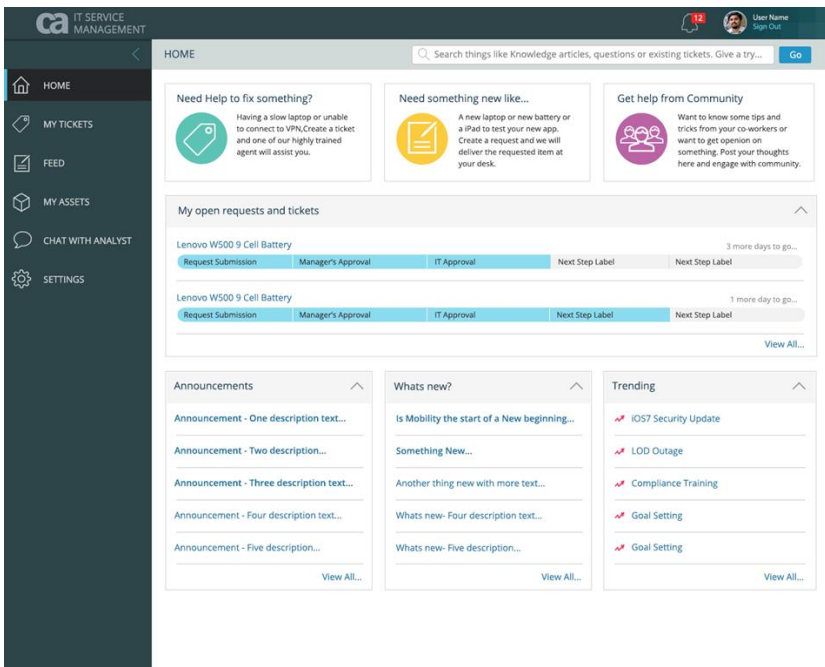 ca IT SERVICE
MANAGEMENT
12
User Name
Sign Out
HOME
Search things like Knowledge articles, questions or existing tickets. Give a try...
Go
HOME
MY TICKETS
FEED
MY ASSETS
CHAT WITH ANALYST
SETTINGS
Need Help to fix something?
Having a slow laptop or unable
to connect to VPN,Create a ticket
and one of our highly trained
agent will assist you.
Need something new like...
A new laptop or new battery or
a iPad to test your new app.
Create a request and we will
deliver the requested item at
your desk.
Get help from Community
Want to know some tips and
tricks from your co-workers or
want to get openion on
something. Post your thoughts
here and engage with community.
My open requests and tickets
Lenovo W500 9 Cell Battery
3 more days to go...
Request Submission Manager's Approval IT Approval Next Step Label Next Step Label
Lenovo W500 9 Cell Battery
1 more day to go...
Request Submission Manager's Approval IT Approval Next Step Label Next Step Label
View All...
Announcements
Announcement - One description text...
Announcement - Two description...
Announcement - Three description text...
Announcement - Four description text...
Announcement - Five description...
View All...
Whats new?
Is Mobility the start of a New beginning...
Something New...
Another thing new with more text...
Whats new- Four description text...
Whats new- Five description...
View All...
Trending
iOS7 Security Update
LOD Outage
Compliance Training
Goal Setting
Goal Setting
View All...